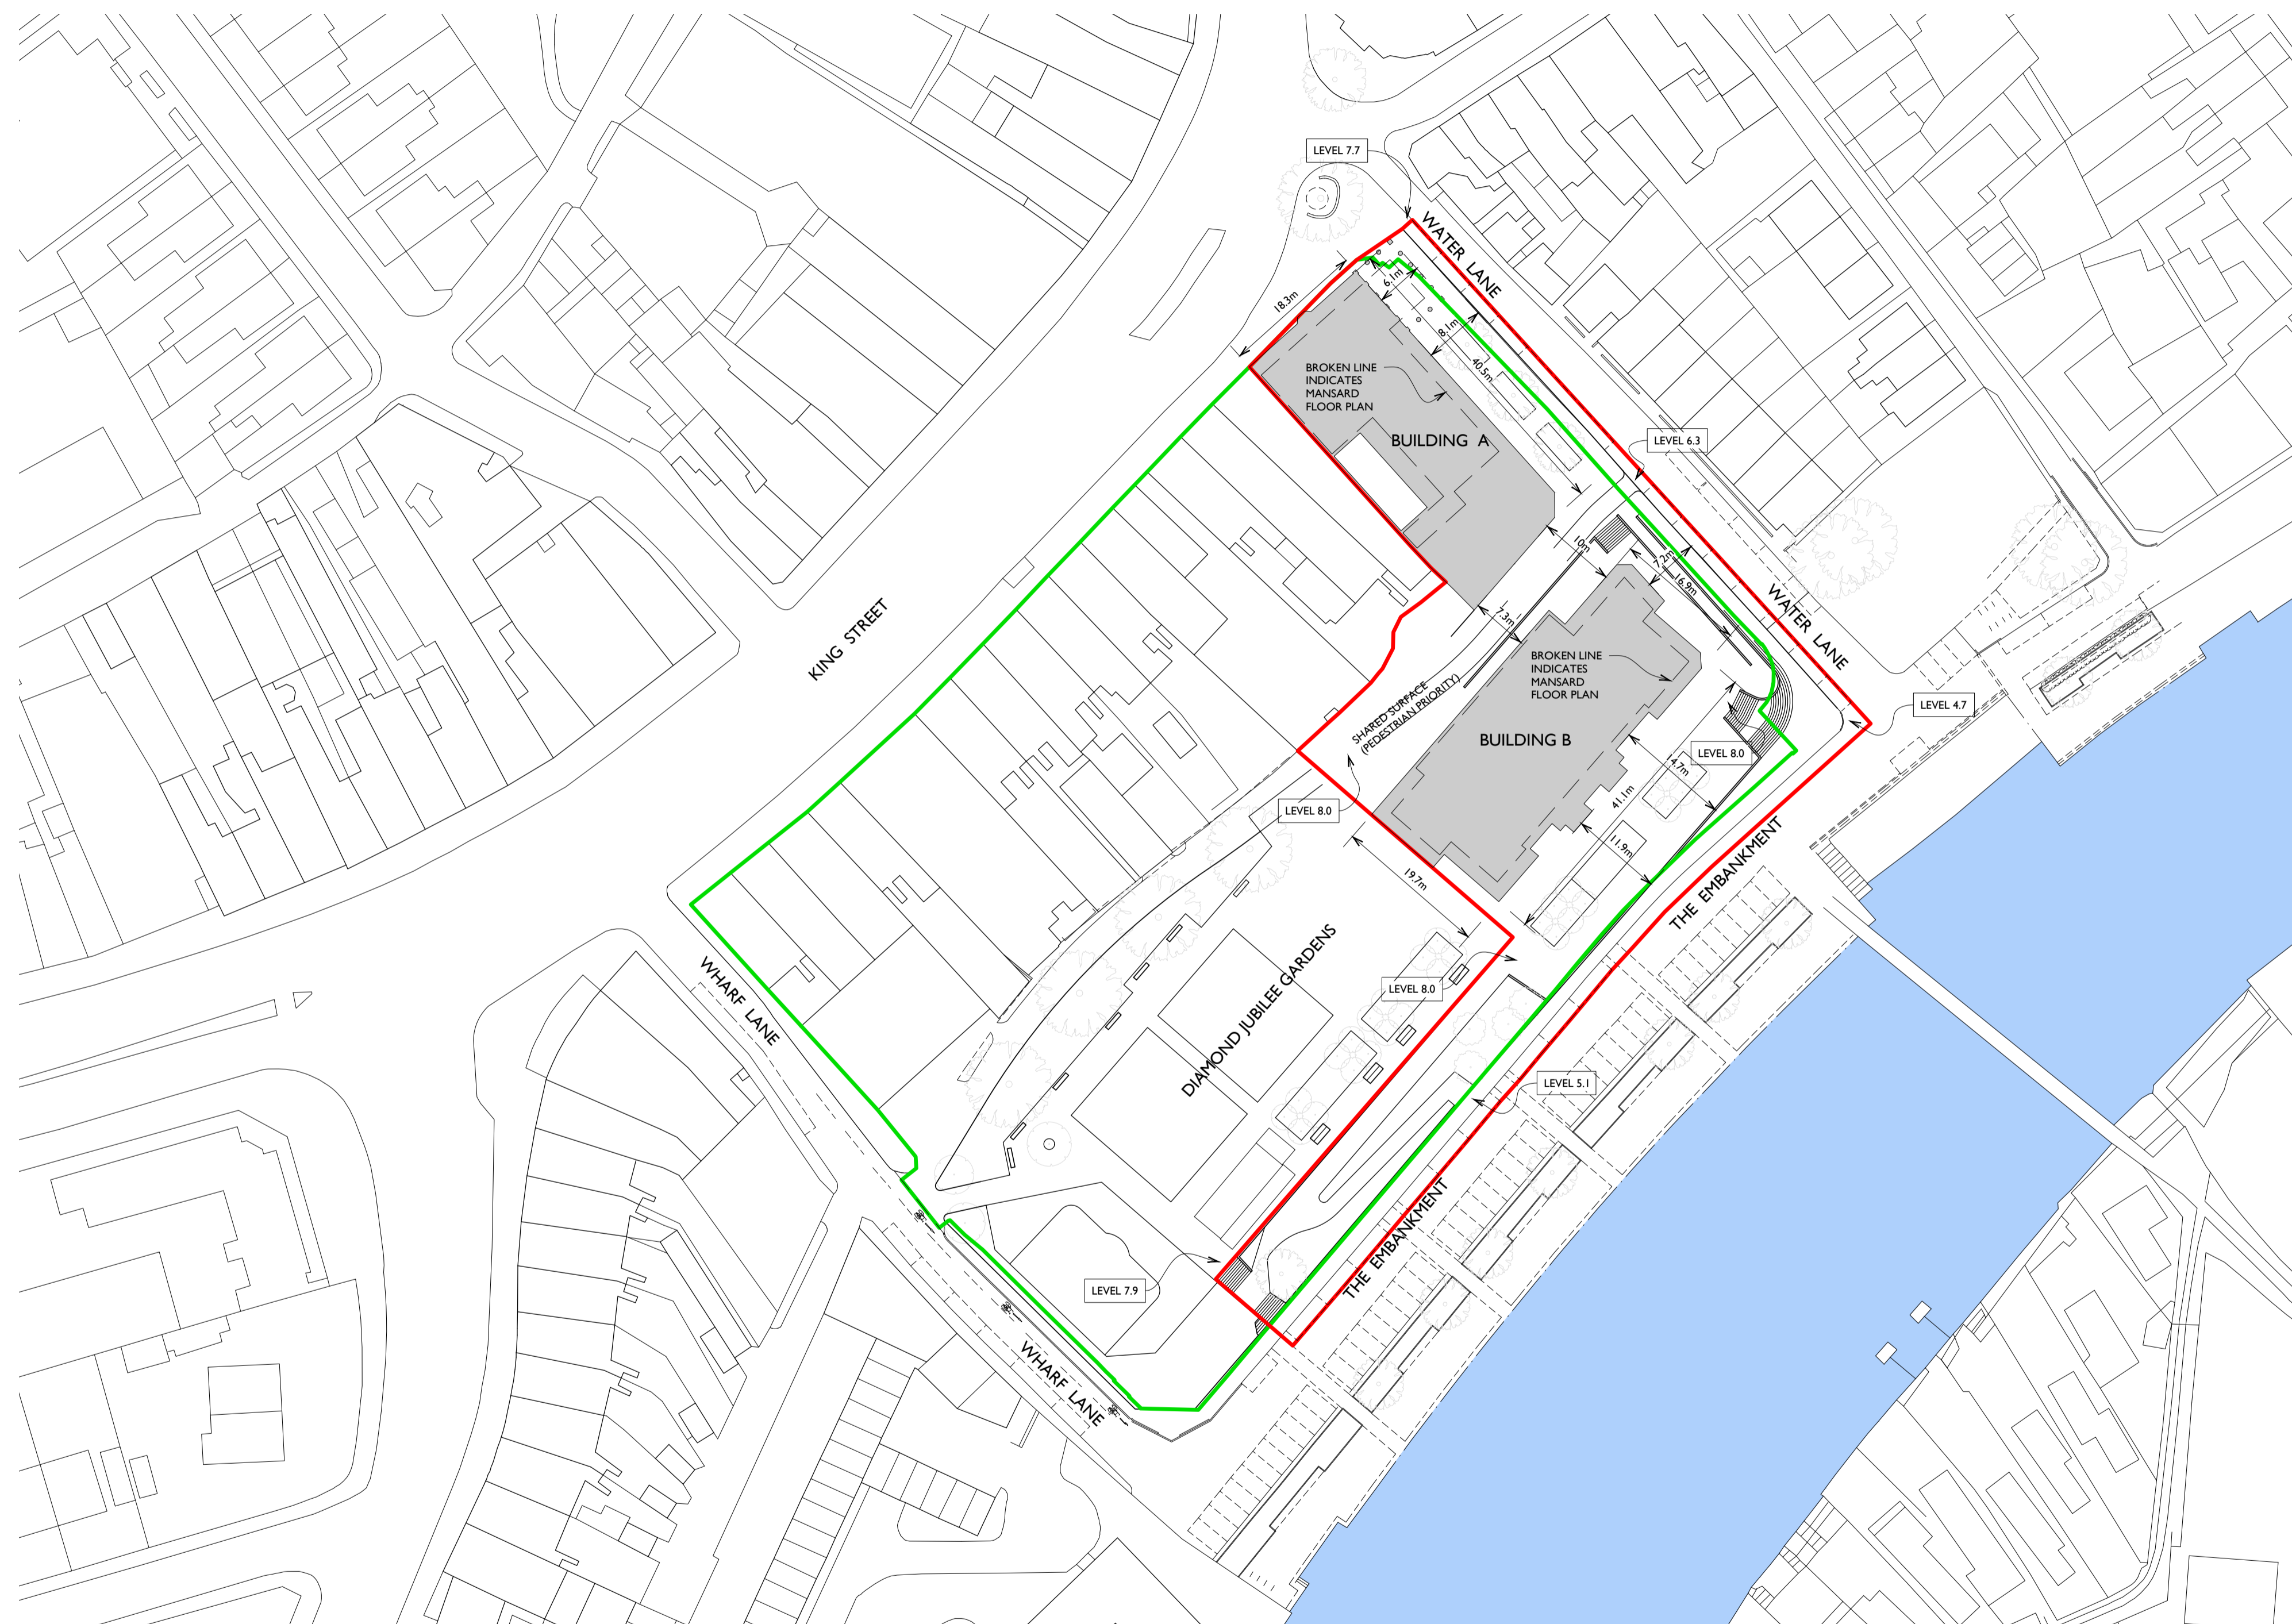 LEVEL 7.7
WATER LANE
6.1m
18.3m
8.1m
40.5m
BROKEN LINE
INDICATES
MANSARD
FLOOR PLAN
BUILDING A
LEVEL 6.3
10m
7.2m
16.9m
WATER LANE
7.3m
KING STREET
BROKEN LINE
INDICATES
MANSARD
FLOOR PLAN
SHARED SURFACE
(PEDESTRIAN PRIORITY)
LEVEL 4.7
BUILDING B
LEVEL 8.0
14.7m
41.1m
LEVEL 8.0
11.9m
THE EMBANKMENT
19.7m
DIAMOND JUBILEE GARDENS
LEVEL 8.0
WHARF LANE
LEVEL 5.1
THE EMBANKMENT
LEVEL 7.9
WHARF LANE